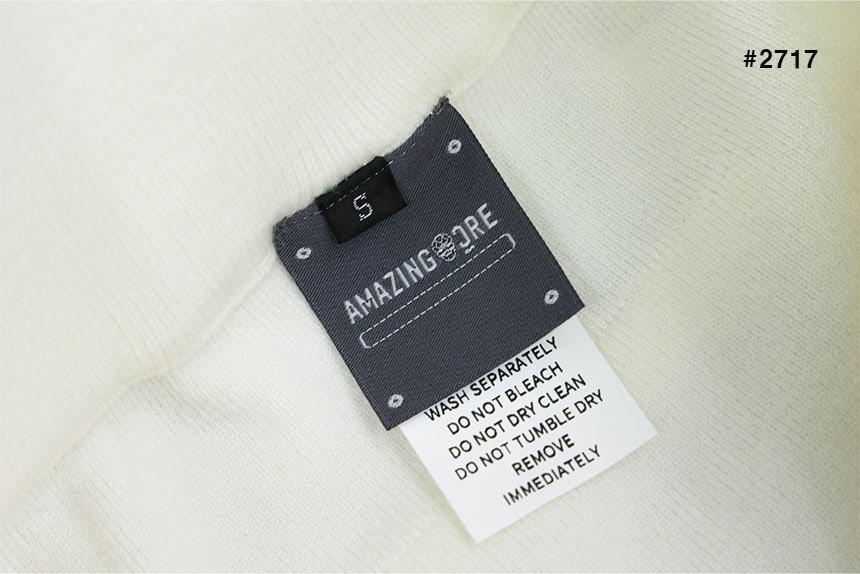 #2717
S
AMAZING ORE
WASH SEPARATELY
DO NOT BLEACH
DO NOT DRY CLEAN
DO NOT TUMBLE DRY
REMOVE
IMMEDIATELY